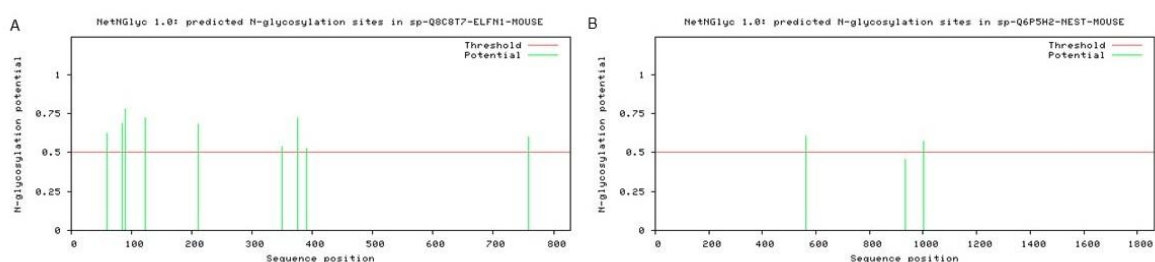 A
NetNGlyc 1.0: predicted N-glycosylation sites in sp-Q8C8T7-ELFN1-MOUSE
Threshold
Potential
N-glycosylation potential
1
0.75
0.5
0.25
0
0 100 200 300 400 500 600 700 800
Sequence position
B
NetNGlyc 1.0: predicted N-glycosylation sites in sp-Q6P5H2-NEST-MOUSE
Threshold
Potential
N-glycosylation potential
1
0.75
0.5
0.25
0
0 200 400 600 800 1000 1200 1400 1600 1800
Sequence position